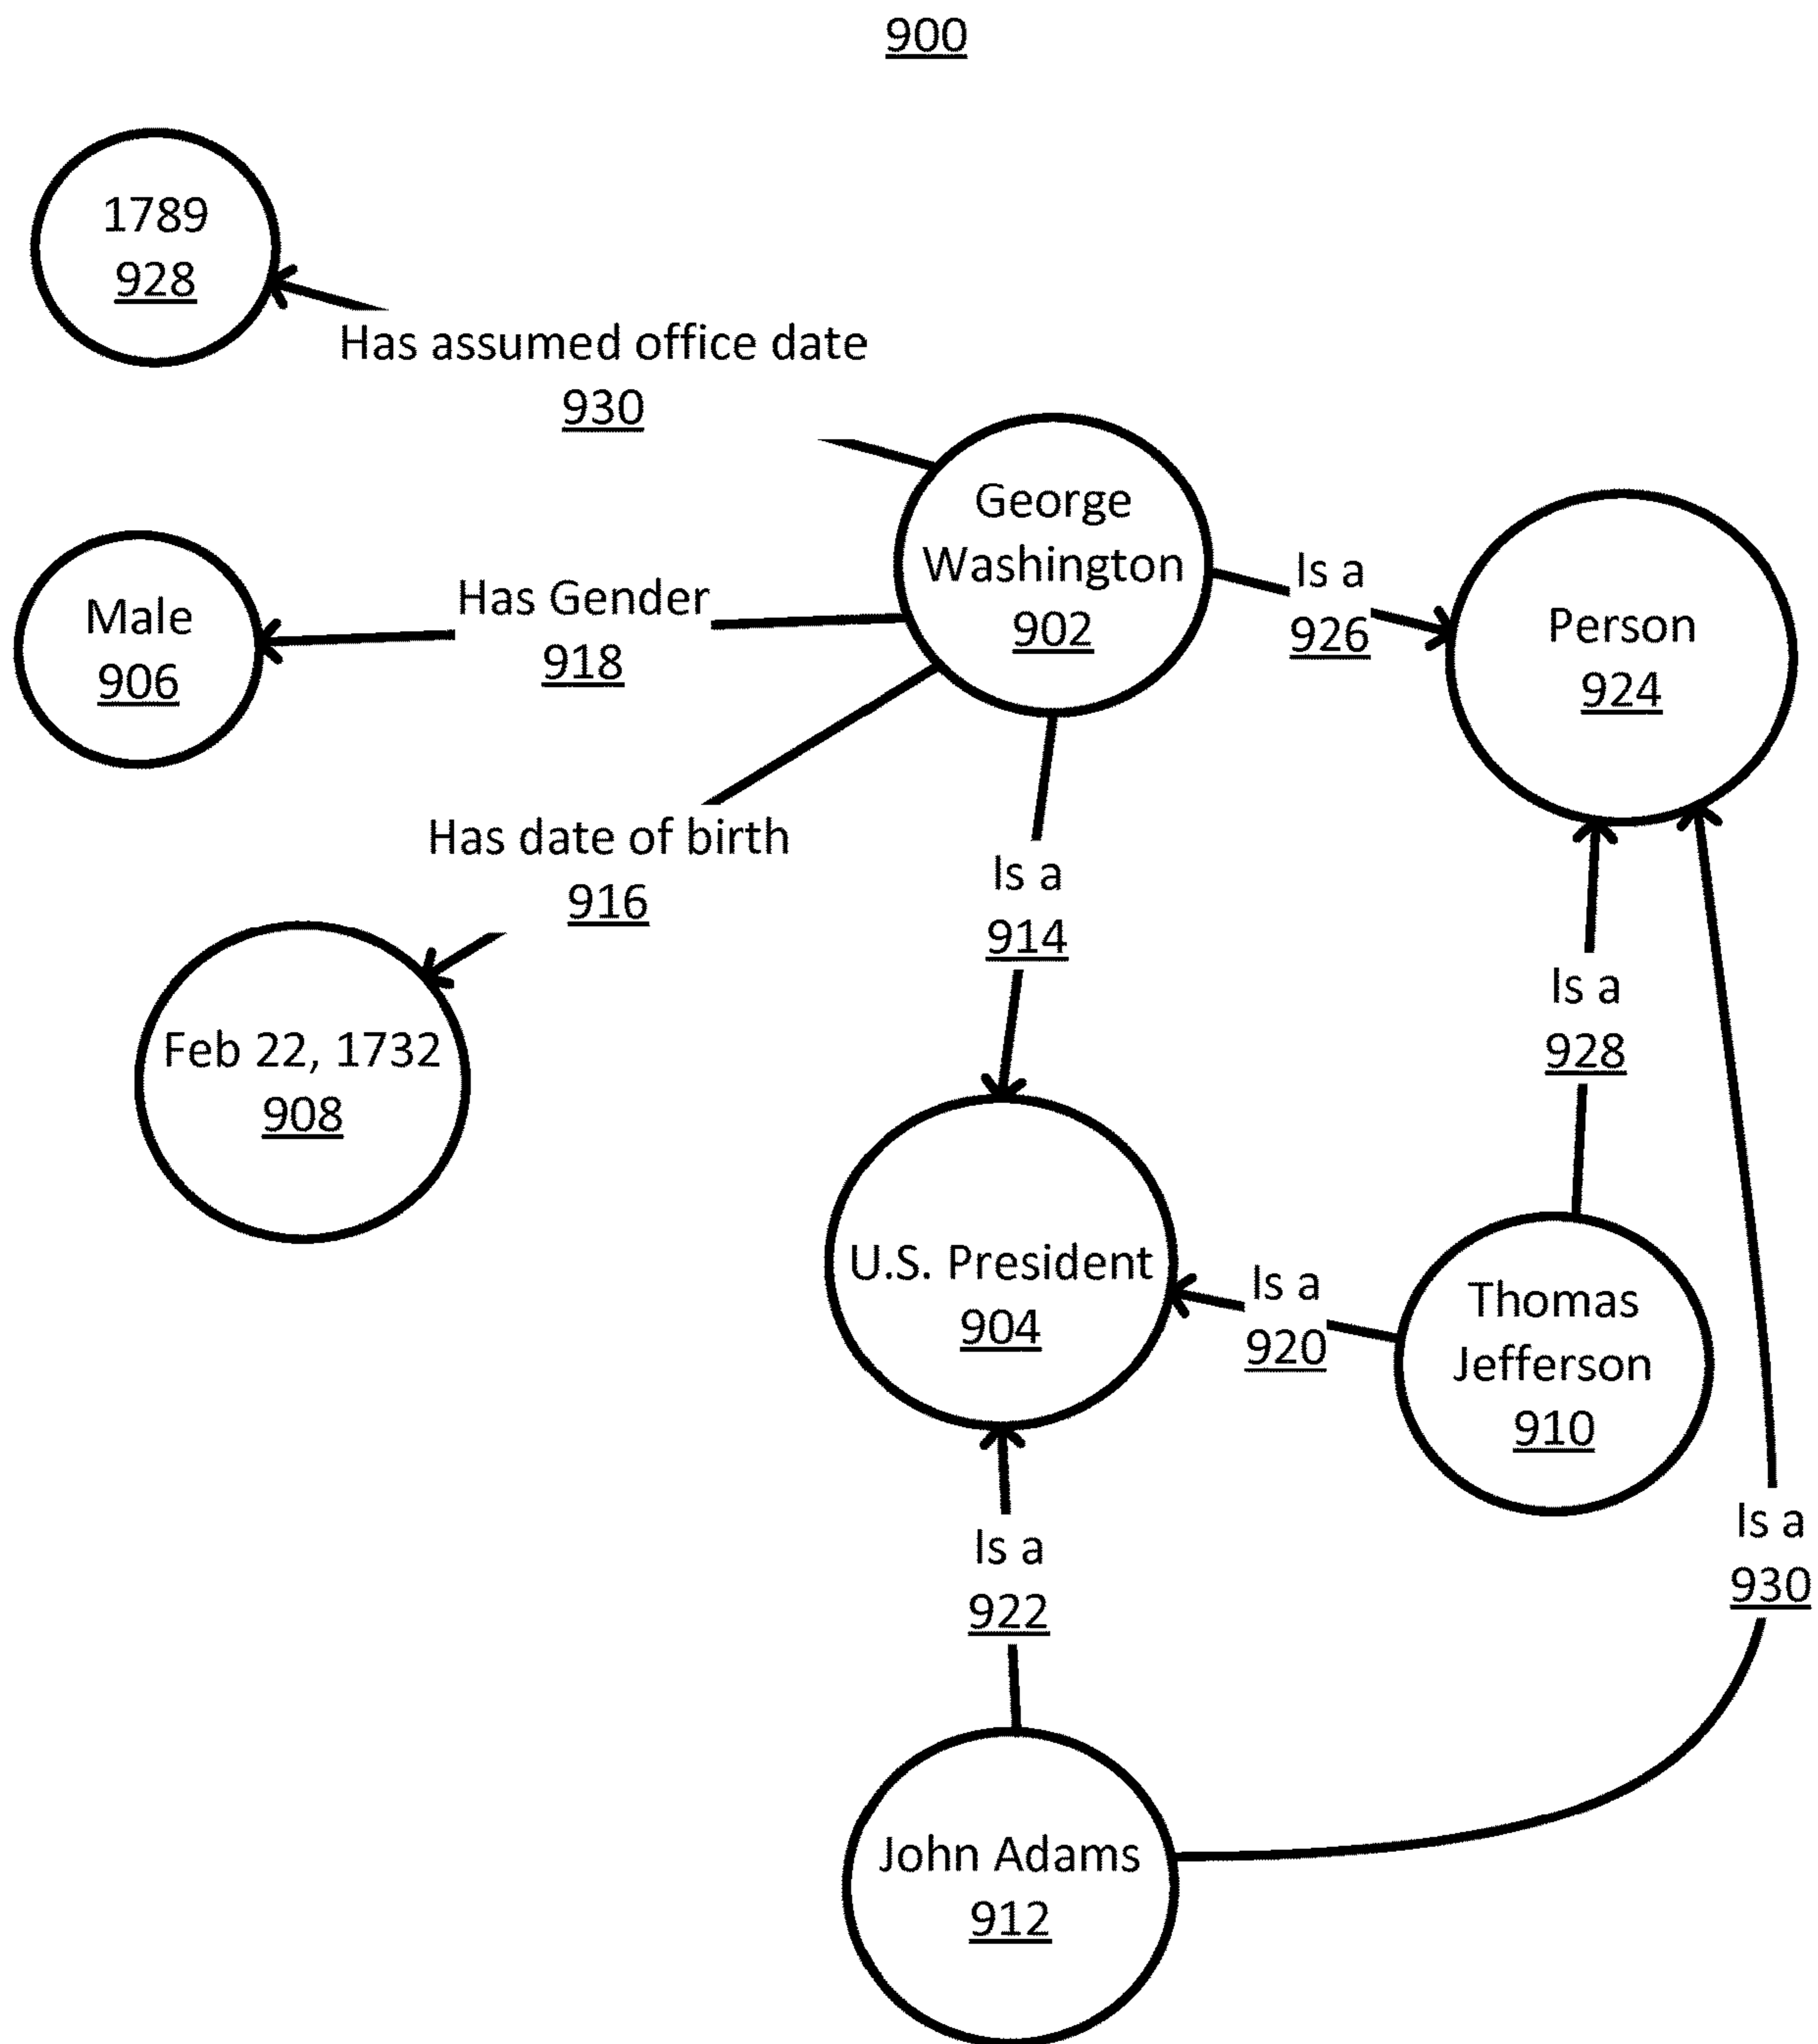 900
1789
928
Has assumed office date
930
George
Washington
902
Is a
926
Person
924
Male
906
Has Gender
918
Has date of birth
916
Is a
914
Feb 22, 1732
908
Is a
928
U.S. President
904
Is a
920
Thomas
Jefferson
910
Is a
922
Is a
930
John Adams
912